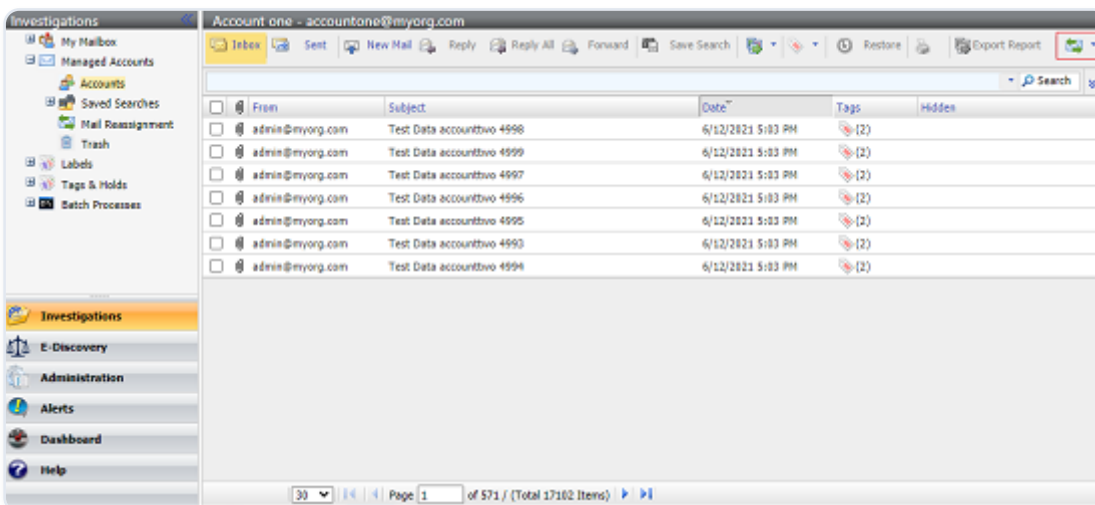 Investigations
Account one - accountone@myorg.com
My Mailbox
Managed Accounts
Accounts
Saved Searches
Mail Reassignment
Trash
Labels
Tags & Holds
Batch Processes
Inbox Sent New Mail Reply Reply All Forward Save Search Restore Export Report
Search
From Subject Date Tags Hidden
admin@myorg.com Test Data accounttwo 4998 6/12/2021 5:03 PM (2)
admin@myorg.com Test Data accounttwo 4999 6/12/2021 5:03 PM (2)
admin@myorg.com Test Data accounttwo 4997 6/12/2021 5:03 PM (2)
admin@myorg.com Test Data accounttwo 4996 6/12/2021 5:03 PM (2)
admin@myorg.com Test Data accounttwo 4995 6/12/2021 5:03 PM (2)
admin@myorg.com Test Data accounttwo 4993 6/12/2021 5:03 PM (2)
admin@myorg.com Test Data accounttwo 4994 6/12/2021 5:03 PM (2)
Investigations
E-Discovery
Administration
Alerts
Dashboard
Help
30 Page 1 of 571 / (Total 17102 Items)